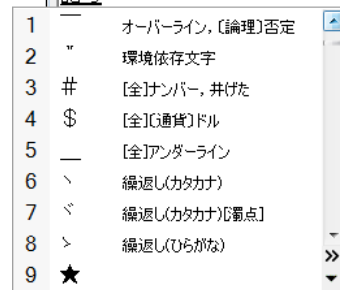 1 ￣ オーバーライン,〔論理〕否定
2 〃 環境依存文字
3 # [全]ナンバー, 井げた
4 $ [全]〔通貨〕ドル
5 ＿ [全]アンダーライン
6 ヽ 繰返し(カタカナ)
7 ヾ 繰返し(カタカナ)[濁点]
8 ゝ 繰返し(ひらがな)
9 ★